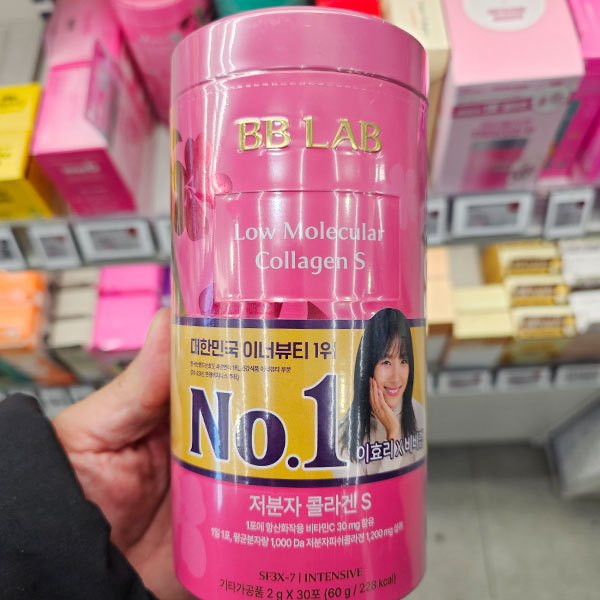 BB LAB
Low Molecular
Collagen S
대한민국 이너뷰티 1위
No.1
이효리 X
저분자 콜라겐 S
1포에 항산화작용 비타민C 30 mg 함유
1일 1포, 평균분자량 1,000 Da 저분자피쉬콜라겐 1,200 mg 섭취
SF3X-7 | INTENSIVE
기타가공품 2 g X 30포 (60 g / 228 kcal)